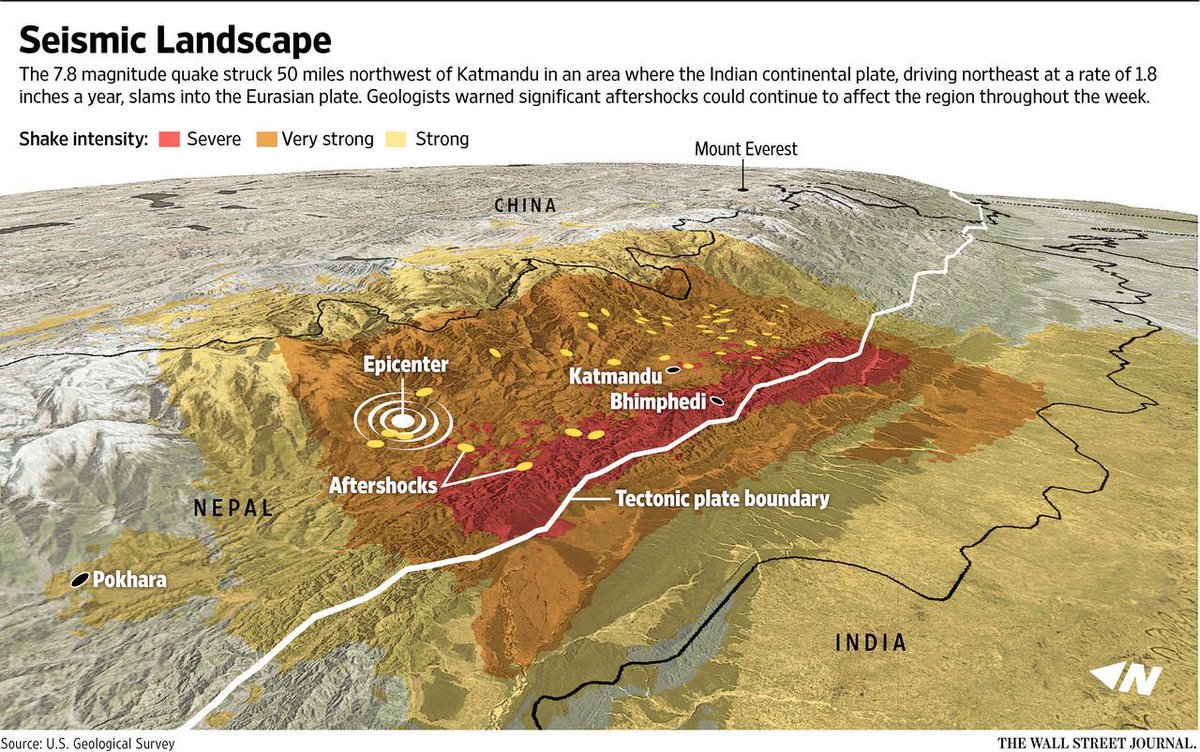 Seismic Landscape
The 7.8 magnitude quake struck 50 miles northwest of Katmandu in an area where the Indian continental plate, driving northeast at a rate of 1.8
inches a year, slams into the Eurasian plate. Geologists warned significant aftershocks could continue to affect the region throughout the week.
Shake intensity: Severe Very strong Strong
Mount Everest
CHINA
Epicenter
Katmandu
Bhimphedi
Aftershocks
Tectonic plate boundary
NEPAL
Pokhara
INDIA
N
Source: U.S. Geological Survey
THE WALL STREET JOURNAL.